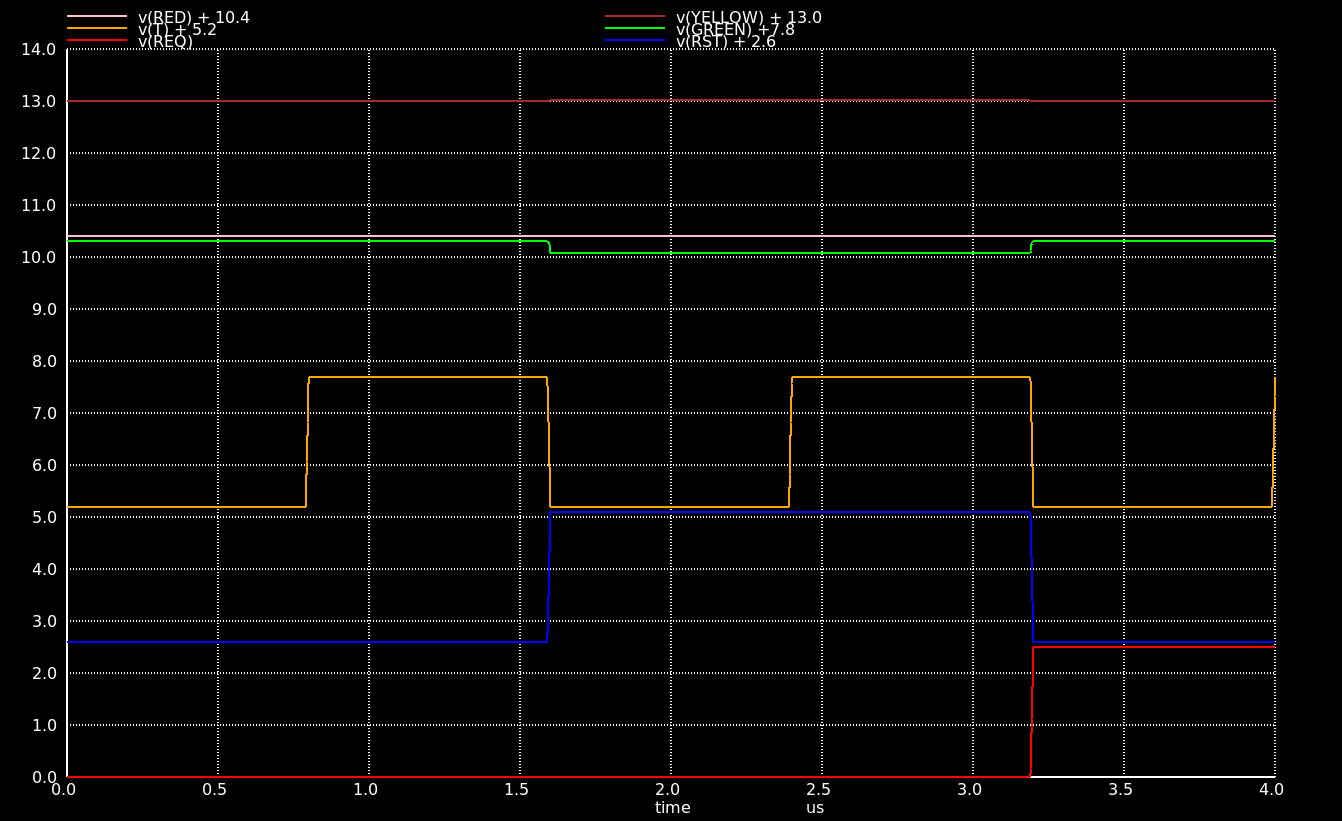 v(RED) + 10.4
v(YELLOW) + 13.0
v(T) + 5.2
v(GREEN) +7.8
v(REQ)
v(RST) + 2.6
14.0
13.0
12.0
11.0
10.0
9.0
8.0
7.0
6.0
5.0
4.0
3.0
2.0
1.0
0.0
0.0 0.5 1.0 1.5 2.0 2.5 3.0 3.5 4.0
time us